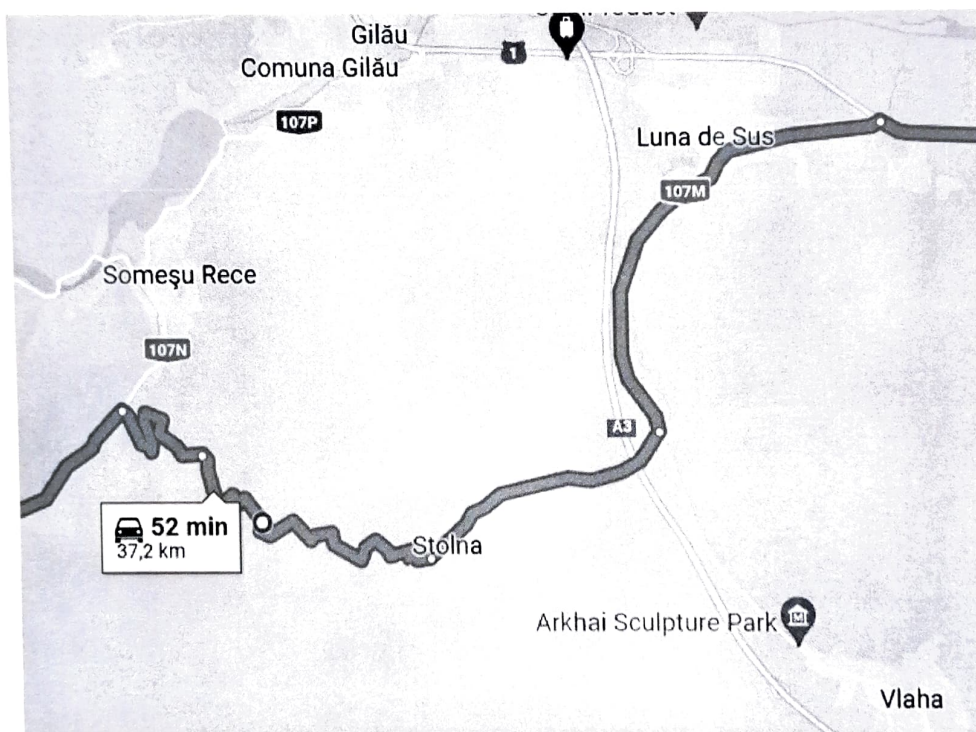 Gilău
1
Comuna Gilău
107P
Luna de Sus
107M
Someşu Rece
107N
A3
52 min
37,2 km
Stolna
Arkhai Sculpture Park
M
Vlaha